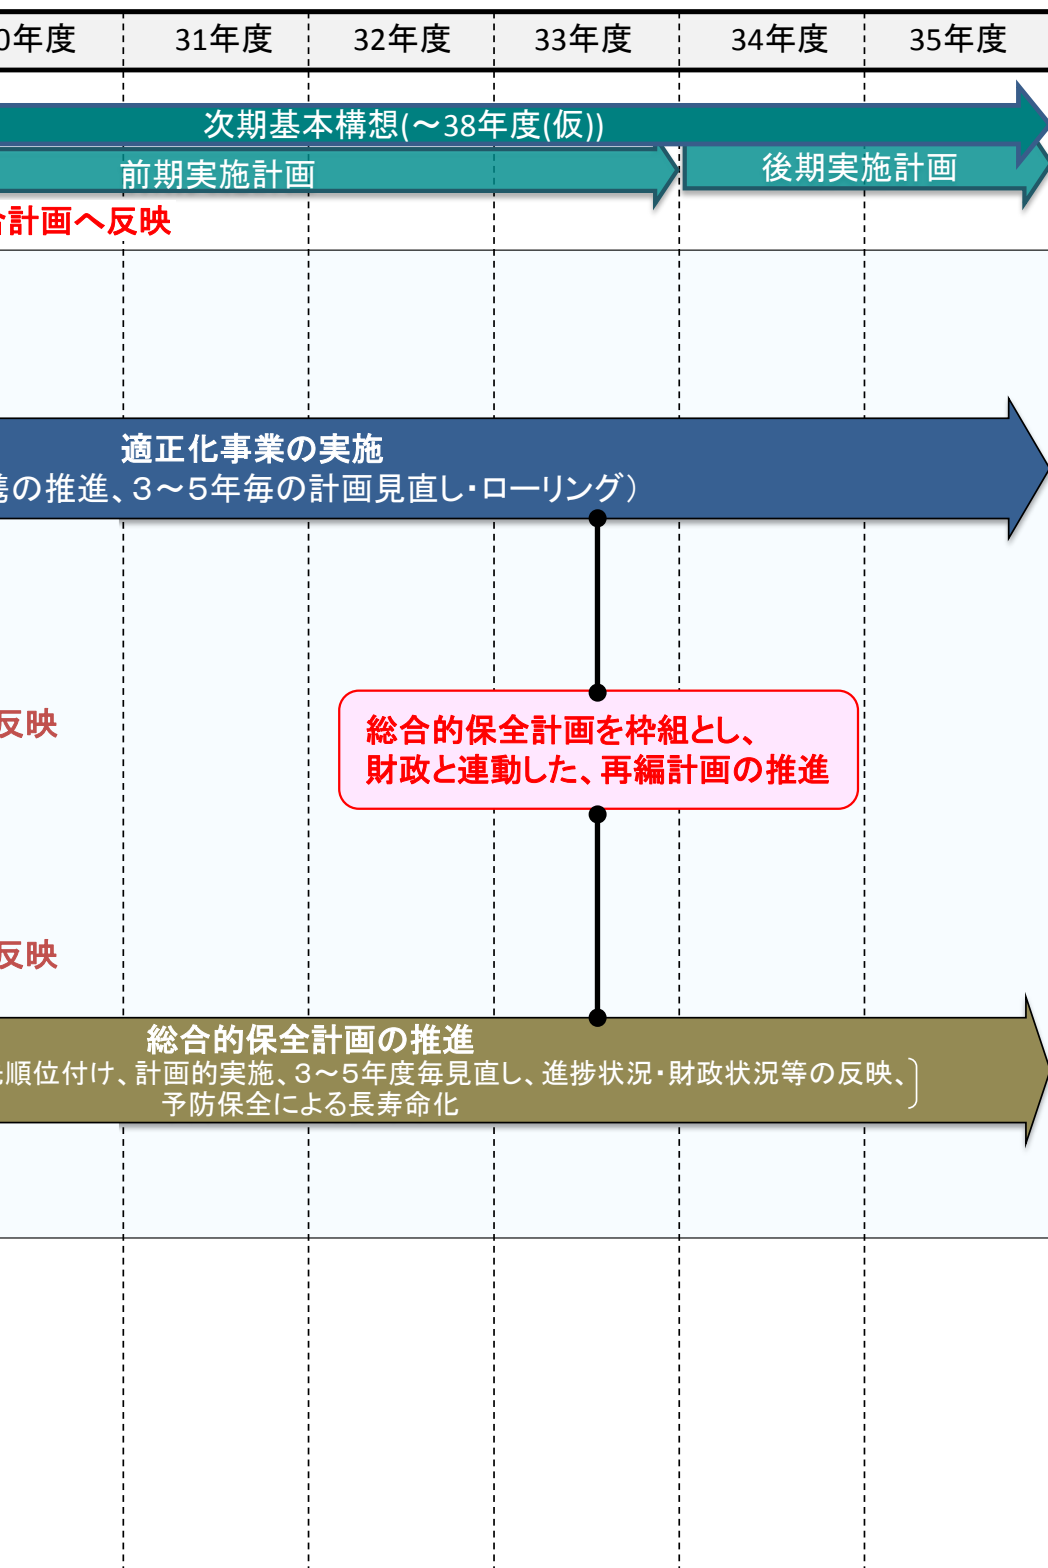 0年度 31年度 32年度 33年度 34年度 35年度
次期基本構想(～38年度(仮))
前期実施計画 後期実施計画
計画へ反映
適正化事業の実施
の推進、3～5年毎の計画見直し・ローリング）
反映
総合的保全計画を枠組とし、
財政と連動した、再編計画の推進
反映
総合的保全計画の推進
順位付け、計画的実施、3～5年度毎見直し、進捗状況・財政状況等の反映、
予防保全による長寿命化